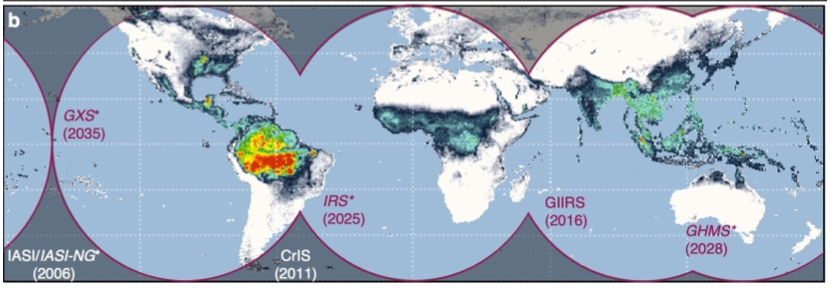 b
GXS*
(2035)
IRS*
(2025)
GIIRS
(2016)
GHMS*
(2028)
IASI/IASI-NG*
(2006)
CrIS
(2011)